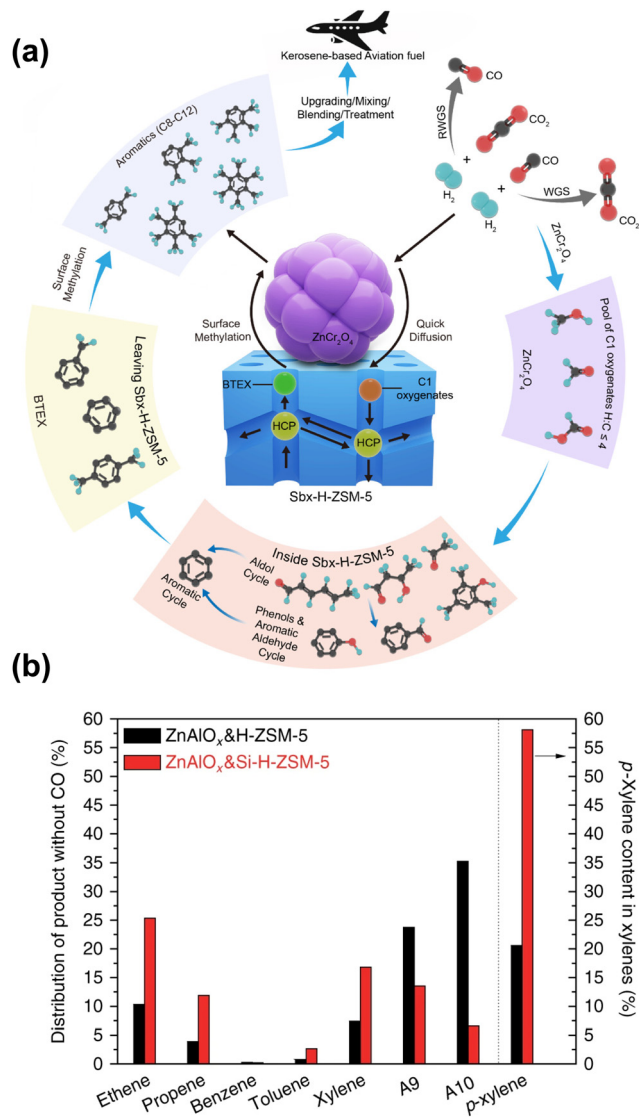 (a)
Kerosene-based Aviation fuel
Upgrading/Mixing/
Blending/Treatment
Aromatics (C8-C12)
CO
RWGS
CO2
+
CO
H2
+
H2
WGS
CO2
ZnCr2O4
Surface
Methylation
Surface
Methylation
ZnCr2O4
Quick
Diffusion
Pool of C1 oxygenates H:C ≤ 4
ZnCr2O4
Leaving Sbx-H-ZSM-5
BTEX
BTEX
C1
oxygenates
HCP
HCP
Sbx-H-ZSM-5
Inside Sbx-H-ZSM-5
Aldol
Cycle
Aromatic
Cycle
Phenols &
Aromatic
Aldehyde
Cycle
(b)
ZnAlOx&H-ZSM-5
ZnAlOx&Si-H-ZSM-5
Distribution of product without CO (%)
60
55
50
45
40
35
30
25
20
15
10
5
0
60
55
50
45
40
35
30
25
20
15
10
5
0
p-Xylene content in
xylenes (%)
Ethene
Propene
Benzene
Toluene
Xylene
A9
A10
p-xylene